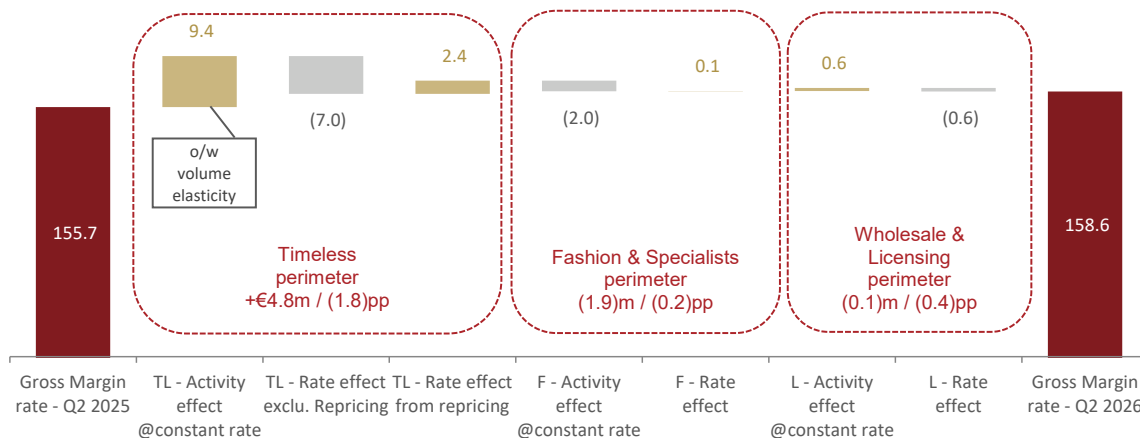 9.4
2.4
0.1
0.6
(7.0)
(2.0)
(0.6)
o/w
volume
elasticity
155.7
158.6
Timeless
perimeter
+€4.8m / (1.8)pp
Fashion & Specialists
perimeter
(1.9)m / (0.2)pp
Wholesale &
Licensing
perimeter
(0.1)m / (0.4)pp
Gross Margin
rate - Q2 2025
TL - Activity
effect
@constant rate
TL - Rate effect
exclu. Repricing
TL - Rate effect
from repricing
F - Activity
effect
@constant rate
F - Rate
effect
L - Activity
effect
@constant rate
L - Rate
effect
Gross Margin
rate - Q2 2026